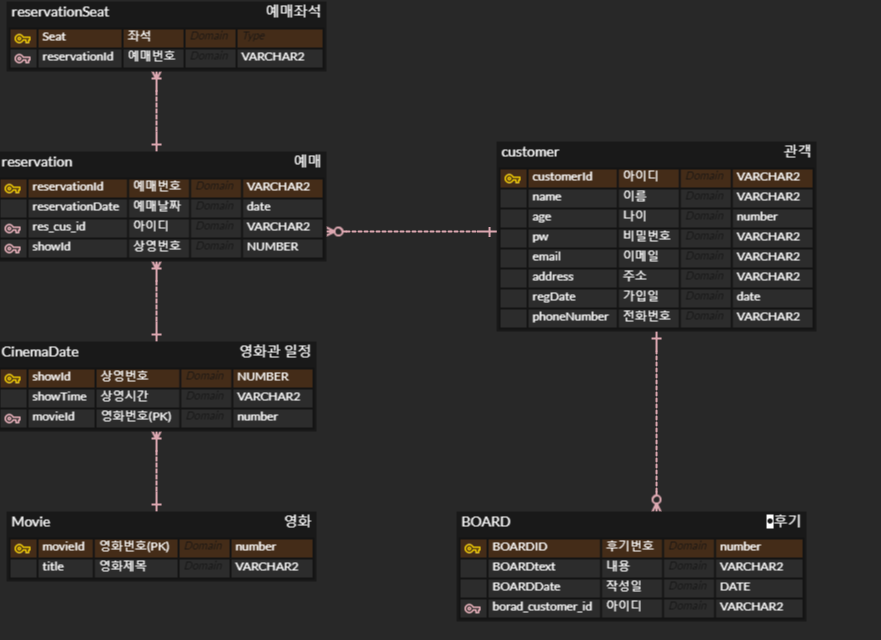 reservationSeat 예매좌석
Seat 좌석 Domain Type
reservationId 예매번호 Domain VARCHAR2
reservation 예매
reservationId 예매번호 Domain VARCHAR2
reservationDate 예매날짜 Domain date
res_cus_id 아이디 Domain VARCHAR2
showId 상영번호 Domain NUMBER
customer 관객
customerId 아이디 Domain VARCHAR2
name 이름 Domain VARCHAR2
age 나이 Domain number
pw 비밀번호 Domain VARCHAR2
email 이메일 Domain VARCHAR2
address 주소 Domain VARCHAR2
regDate 가입일 Domain date
phoneNumber 전화번호 Domain VARCHAR2
CinemaDate 영화관 일정
showId 상영번호 Domain NUMBER
showTime 상영시간 Domain VARCHAR2
movieId 영화번호(PK) Domain number
Movie 영화
movieId 영화번호(PK) Domain number
title 영화제목 Domain VARCHAR2
BOARD 후기
BOARDID 후기번호 Domain number
BOARDtext 내용 Domain VARCHAR2
BOARDDate 작성일 Domain DATE
borad_customer_id 아이디 Domain VARCHAR2